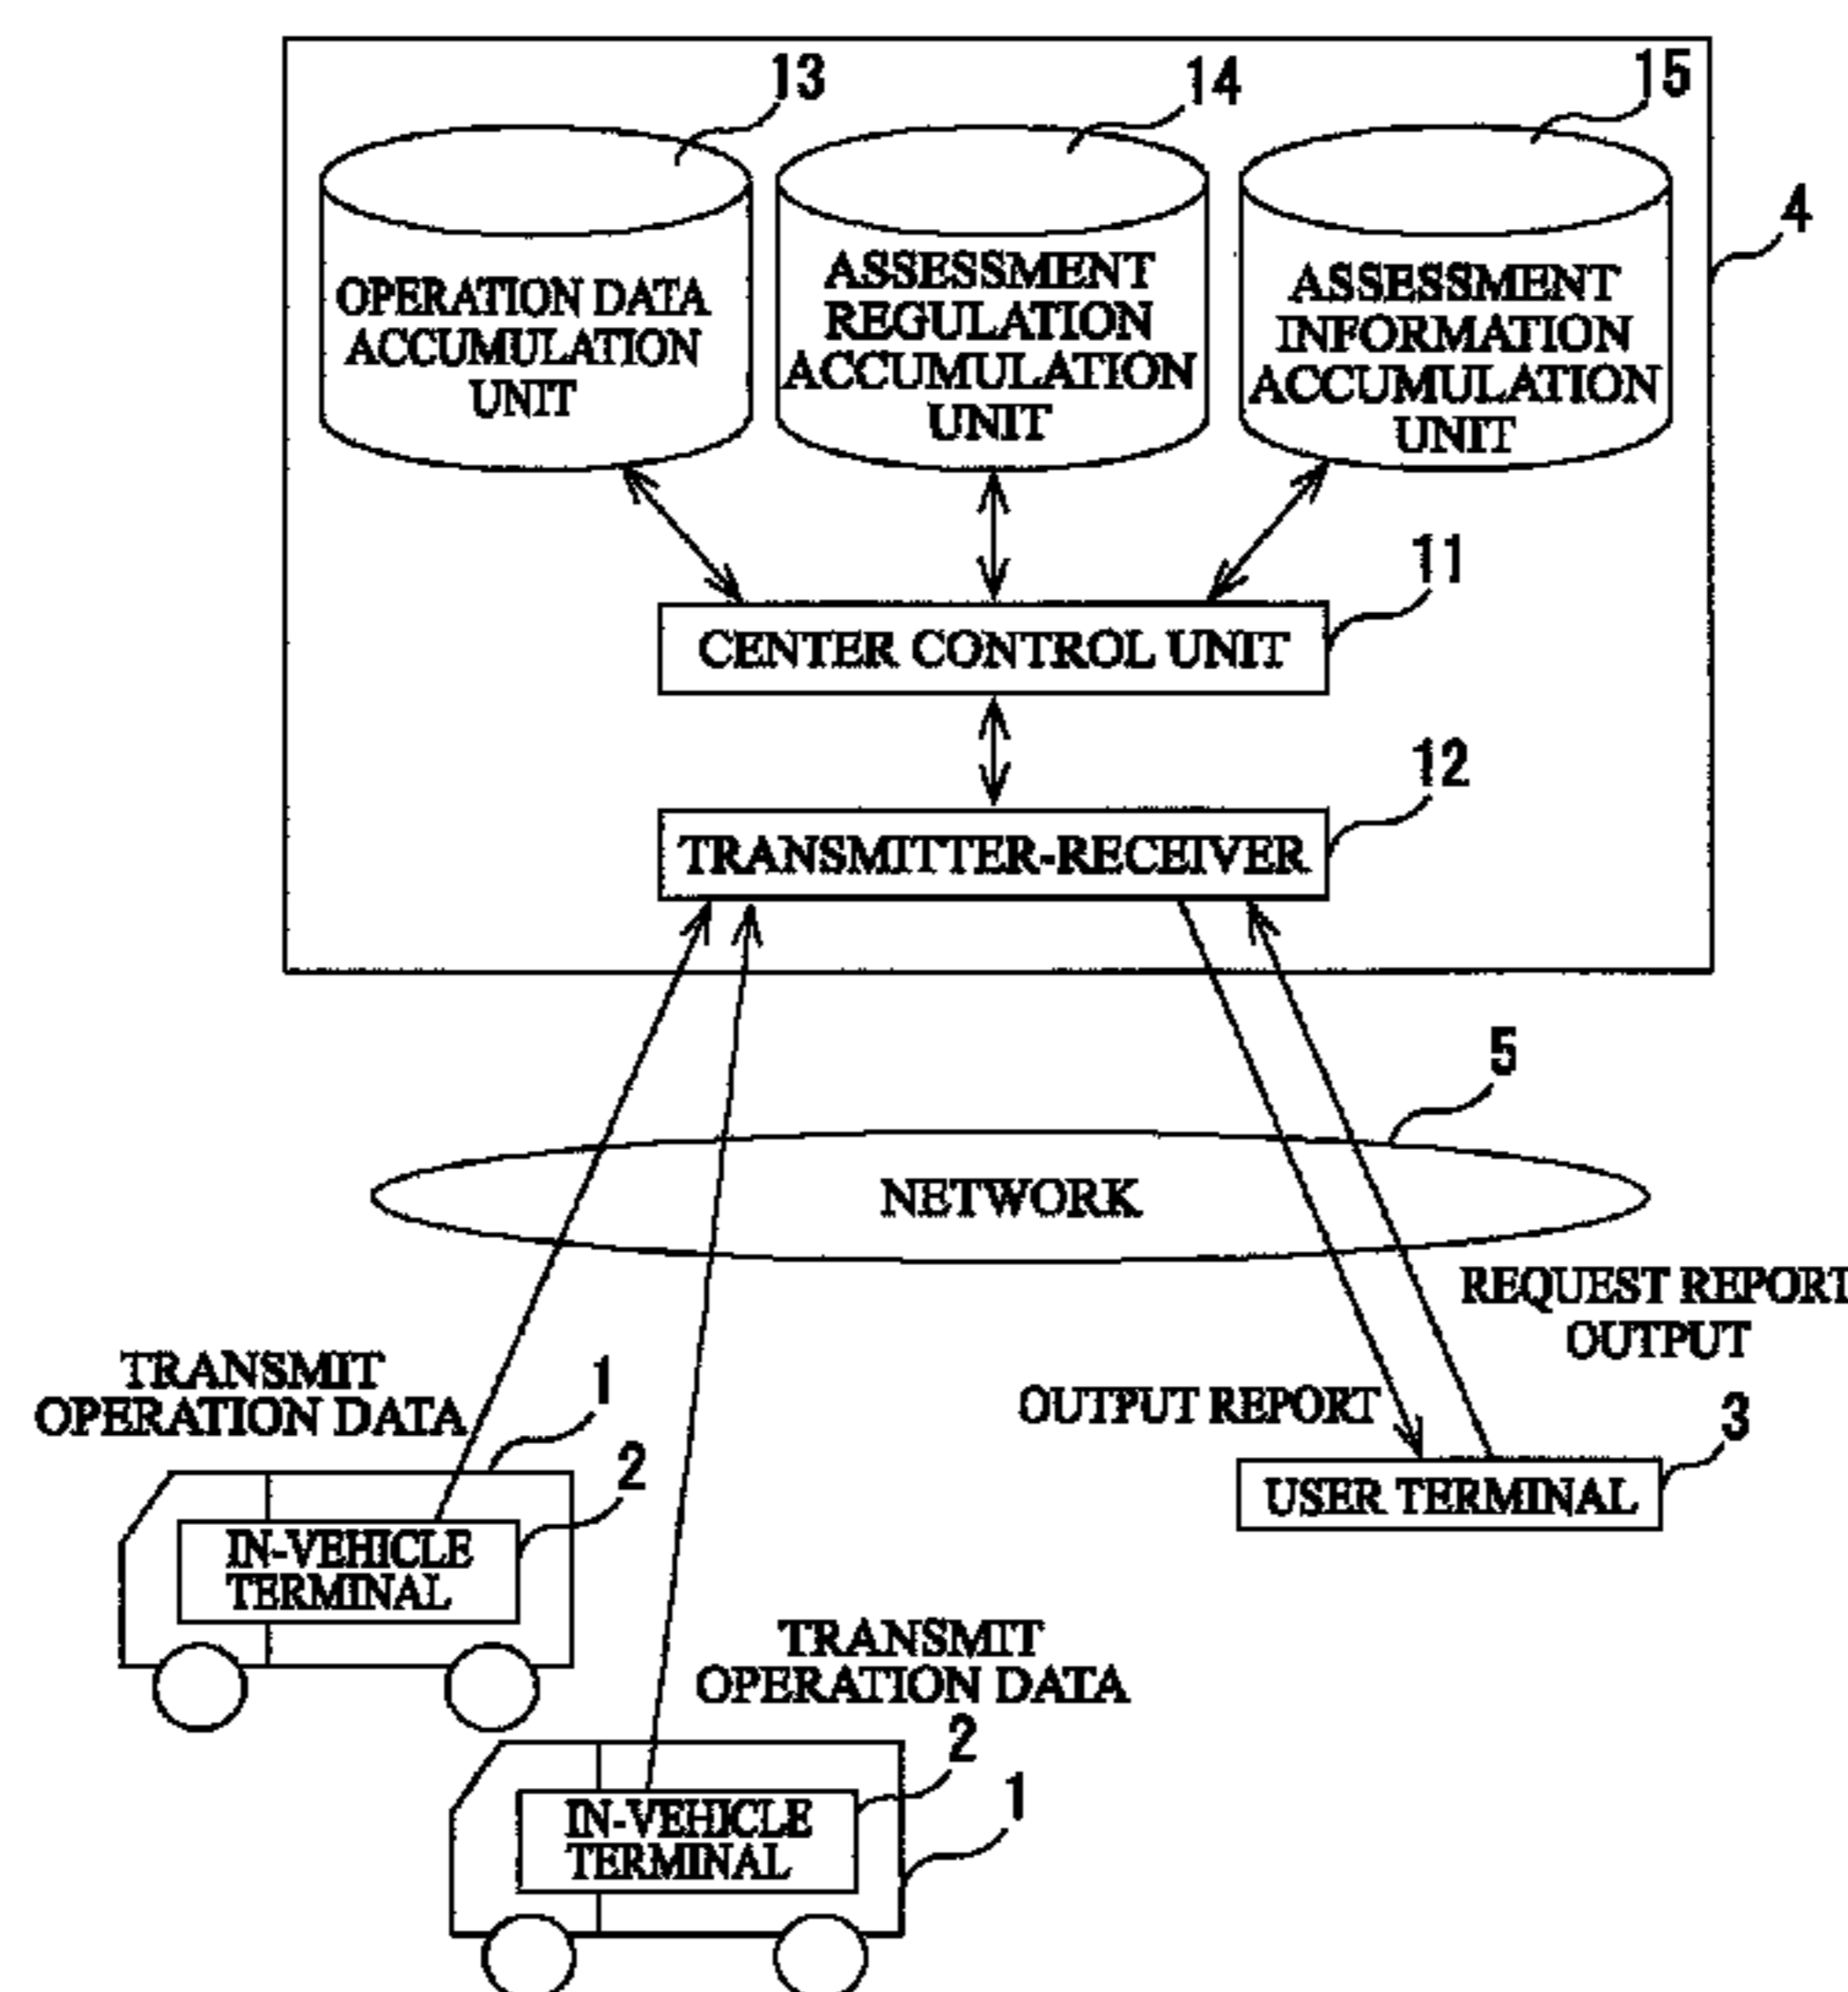 13
14
15
4
OPERATION DATA
ACCUMULATION
UNIT
ASSESSMENT
REGULATION
ACCUMULATION
UNIT
ASSESSMENT
INFORMATION
ACCUMULATION
UNIT
11
CENTER CONTROL UNIT
12
TRANSMITTER-RECEIVER
5
NETWORK
REQUEST REPORT
OUTPUT
OUTPUT REPORT
3
USER TERMINAL
TRANSMIT
OPERATION DATA
1
2
IN-VEHICLE
TERMINAL
TRANSMIT
OPERATION DATA
2
1
IN-VEHICLE
TERMINAL